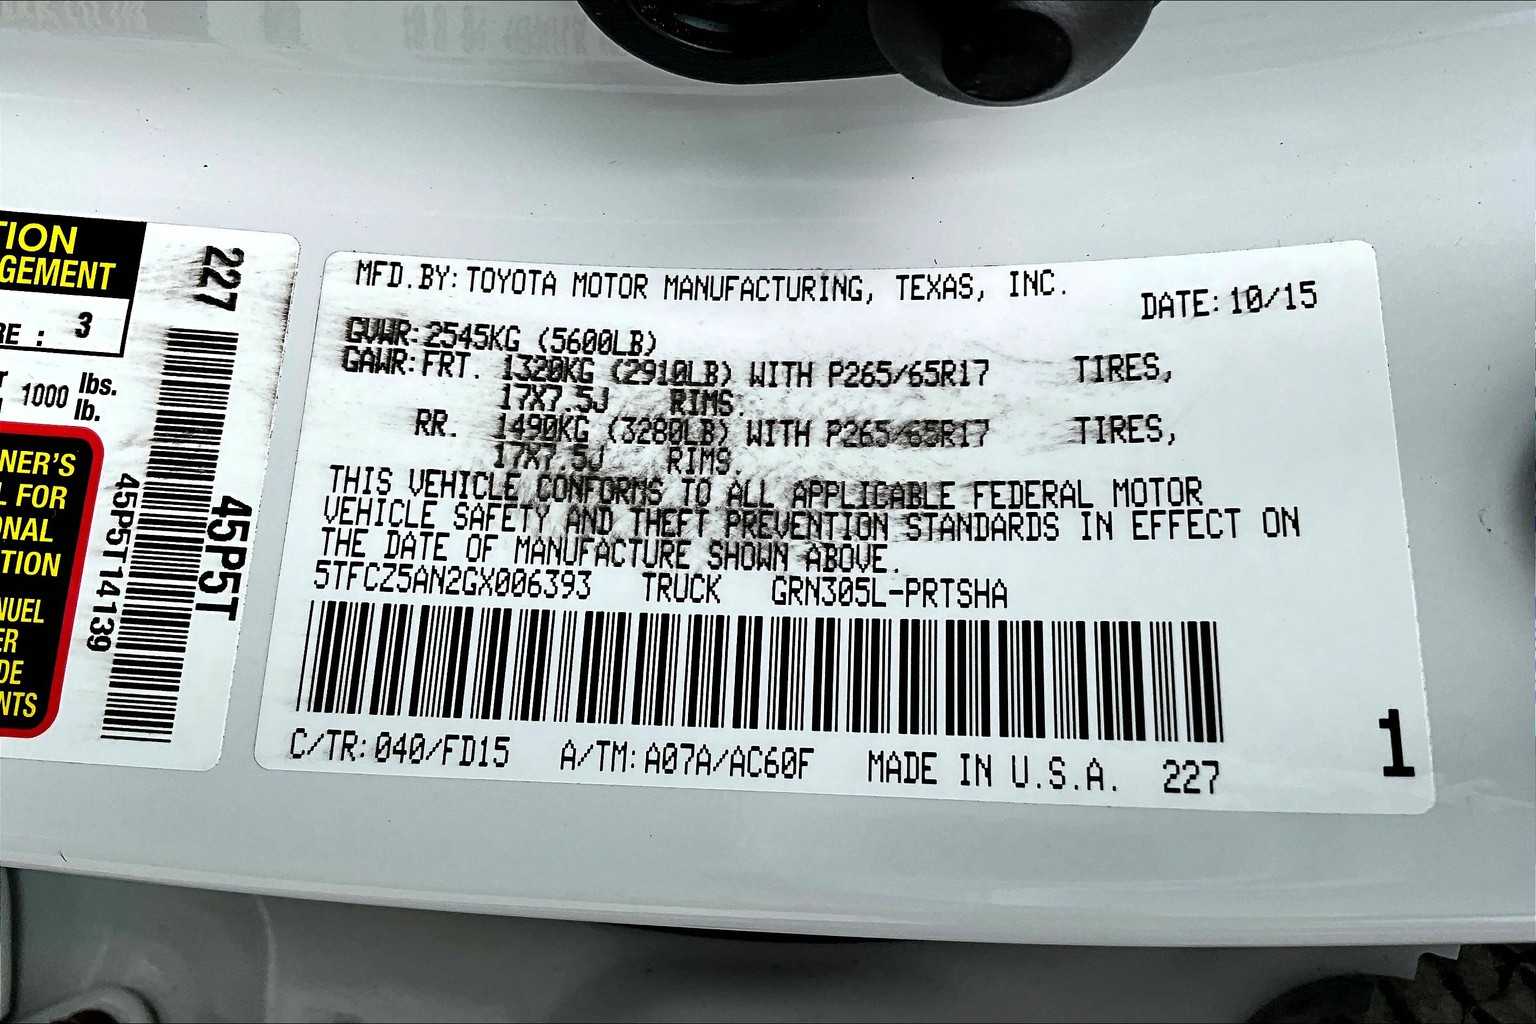 TION
GEMENT
RE : 3
1000 lbs.
lb.
NER'S
L FOR
ONAL
TION
NUEL
ER
DE
NTS
227
45P5T
45P5T14139
MFD.BY: TOYOTA MOTOR MANUFACTURING, TEXAS, INC.
DATE: 10/15
GVWR: 2545KG (5600LB)
GAWR: FRT. 1320KG (2910LB) WITH P265/65R17 TIRES,
17X7.5J RIMS.
RR. 1490KG (3280LB) WITH P265/65R17 TIRES,
17X7.5J RIMS.
THIS VEHICLE CONFORMS TO ALL APPLICABLE FEDERAL MOTOR
VEHICLE SAFETY AND THEFT PREVENTION STANDARDS IN EFFECT ON
THE DATE OF MANUFACTURE SHOWN ABOVE.
5TFCZ5AN2GX006393 TRUCK GRN305L-PRTSHA
C/TR: 040/FD15 A/TM: A07A/AC60F MADE IN U.S.A. 227
1